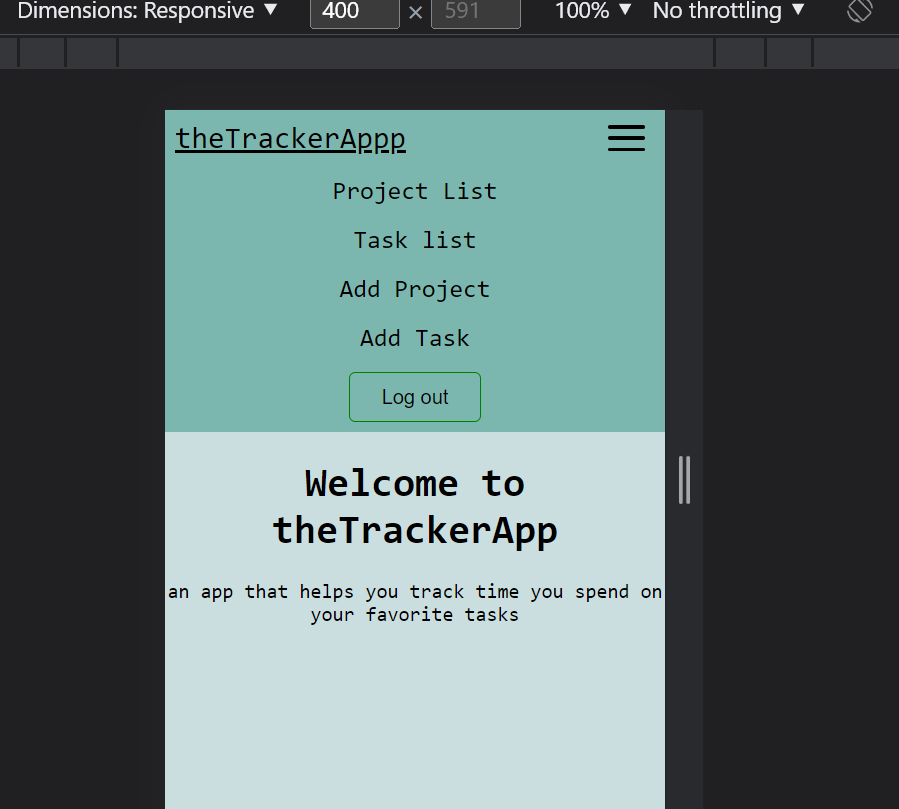 Dimensions: Responsive ▼ 400 × 591 100% ▼ No throttling ▼
theTrackerAppp
Project List
Task list
Add Project
Add Task
Log out
Welcome to
theTrackerApp
an app that helps you track time you spend on
your favorite tasks